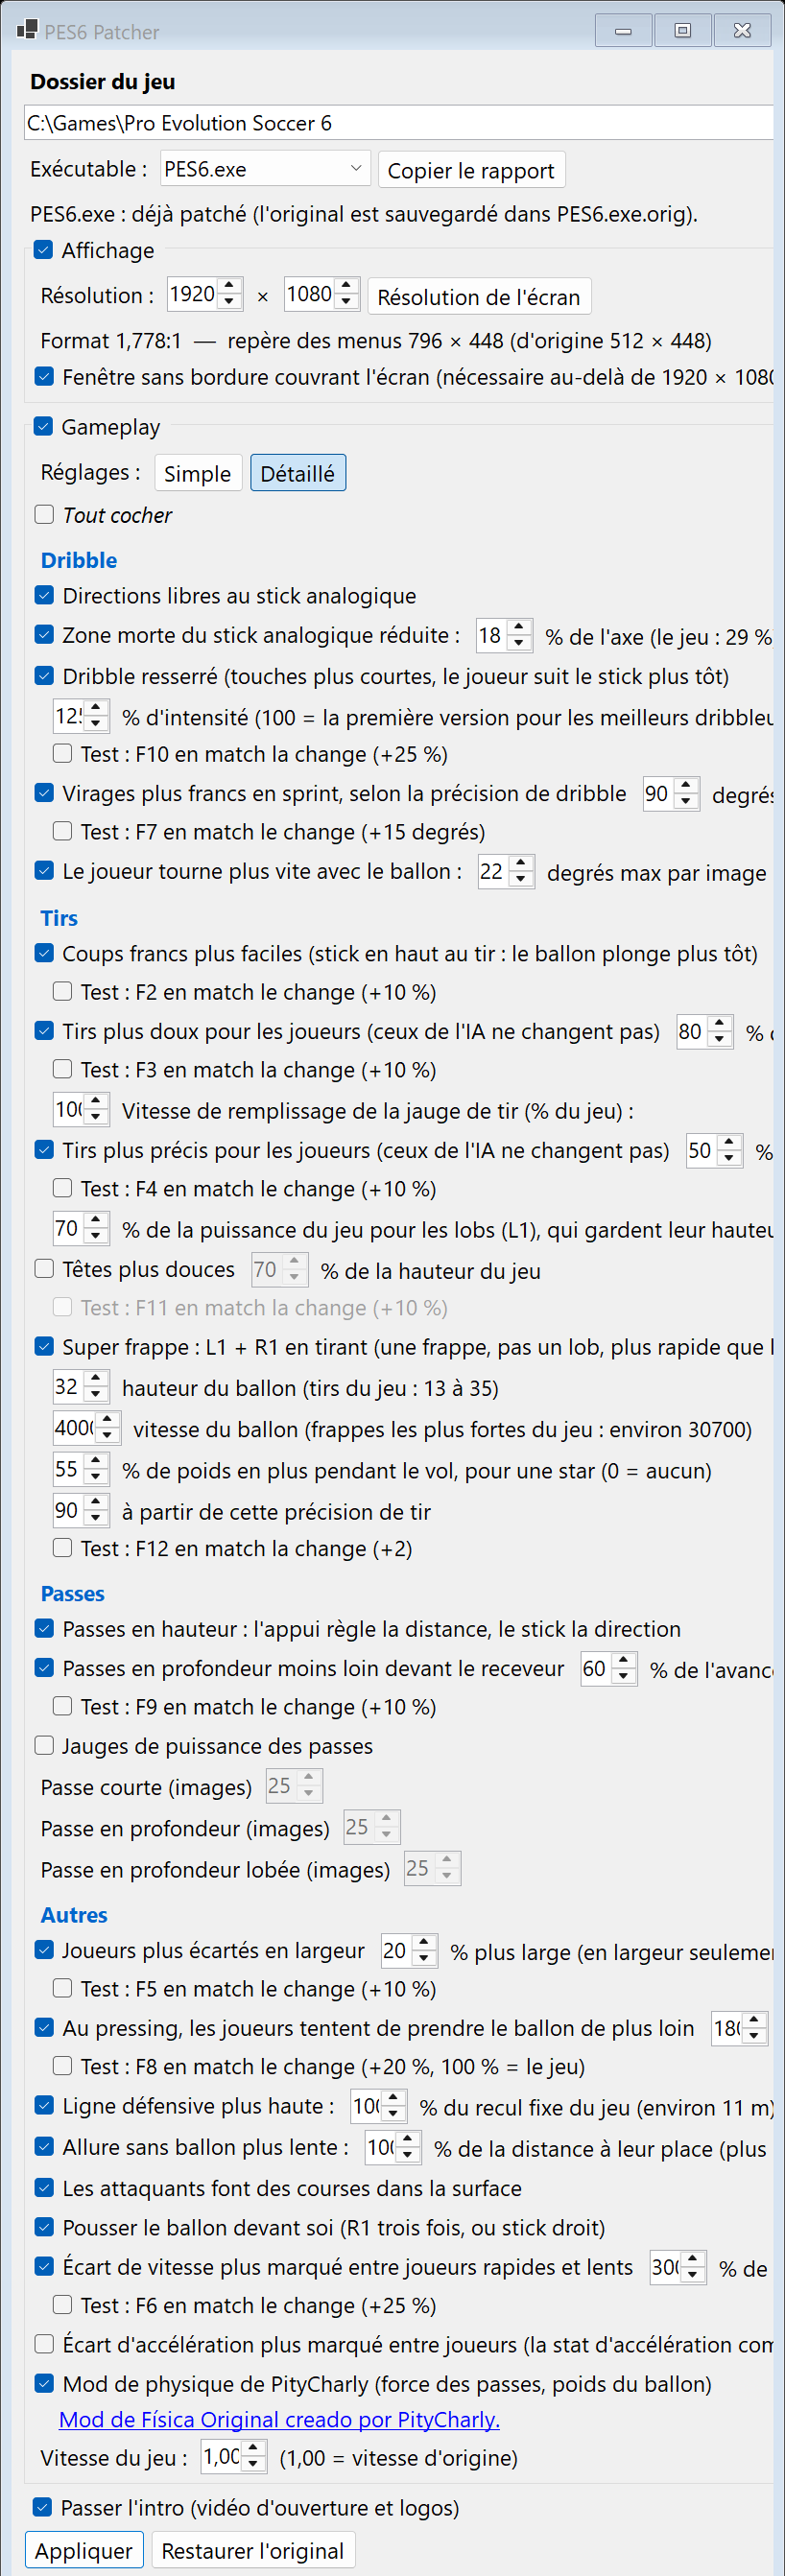 PES6 Patcher
Dossier du jeu
C:\Games\Pro Evolution Soccer 6
Exécutable : PES6.exe Copier le rapport
PES6.exe : déjà patché (l'original est sauvegardé dans PES6.exe.orig).
Affichage
Résolution : 1920 × 1080 Résolution de l'écran
Format 1,778:1 — repère des menus 796 × 448 (d'origine 512 × 448)
Fenêtre sans bordure couvrant l'écran (nécessaire au-delà de 1920 × 1080
Gameplay
Réglages : Simple Détaillé
Tout cocher
Dribble
Directions libres au stick analogique
Zone morte du stick analogique réduite : 18 % de l'axe (le jeu : 29 %)
Dribble resserré (touches plus courtes, le joueur suit le stick plus tôt)
125 % d'intensité (100 = la première version pour les meilleurs dribbleu
Test : F10 en match la change (+25 %)
Virages plus francs en sprint, selon la précision de dribble 90 degrés
Test : F7 en match la change (+15 degrés)
Le joueur tourne plus vite avec le ballon : 22 degrés max par image
Tirs
Coups francs plus faciles (stick en haut au tir : le ballon plonge plus tôt)
Test : F2 en match le change (+10 %)
Tirs plus doux pour les joueurs (ceux de l'IA ne changent pas) 80 %
Test : F3 en match le change (+10 %)
100 Vitesse de remplissage de la jauge de tir (% du jeu) :
Tirs plus précis pour les joueurs (ceux de l'IA ne changent pas) 50 %
Test : F4 en match le change (+10 %)
70 % de la puissance du jeu pour les lobs (L1), qui gardent leur hauteu
Têtes plus douces 70 % de la hauteur du jeu
Test : F11 en match la change (+10 %)
Super frappe : L1 + R1 en tirant (une frappe, pas un lob, plus rapide que
32 hauteur du ballon (tirs du jeu : 13 à 35)
4000 vitesse du ballon (frappes les plus fortes du jeu : environ 30700)
55 % de poids en plus pendant le vol, pour une star (0 = aucun)
90 à partir de cette précision de tir
Test : F12 en match la change (+2)
Passes
Passes en hauteur : l'appui règle la distance, le stick la direction
Passes en profondeur moins loin devant le receveur 60 % de l'avance
Test : F9 en match la change (+10 %)
Jauges de puissance des passes
Passe courte (images) 25
Passe en profondeur (images) 25
Passe en profondeur lobée (images) 25
Autres
Joueurs plus écartés en largeur 20 % plus large (en largeur seulemen
Test : F5 en match le change (+10 %)
Au pressing, les joueurs tentent de prendre le ballon de plus loin 180
Test : F8 en match la change (+20 %, 100 % = le jeu)
Ligne défensive plus haute : 100 % du recul fixe du jeu (environ 11 m)
Allure sans ballon plus lente : 100 % de la distance à leur place (plus
Les attaquants font des courses dans la surface
Pousser le ballon devant soi (R1 trois fois, ou stick droit)
Écart de vitesse plus marqué entre joueurs rapides et lents 300 % de
Test : F6 en match le change (+25 %)
Écart d'accélération plus marqué entre joueurs (la stat d'accélération com
Mod de physique de PityCharly (force des passes, poids du ballon)
Mod de Física Original creado por PityCharly.
Vitesse du jeu : 1,00 (1,00 = vitesse d'origine)
Passer l'intro (vidéo d'ouverture et logos)
Appliquer Restaurer l'original